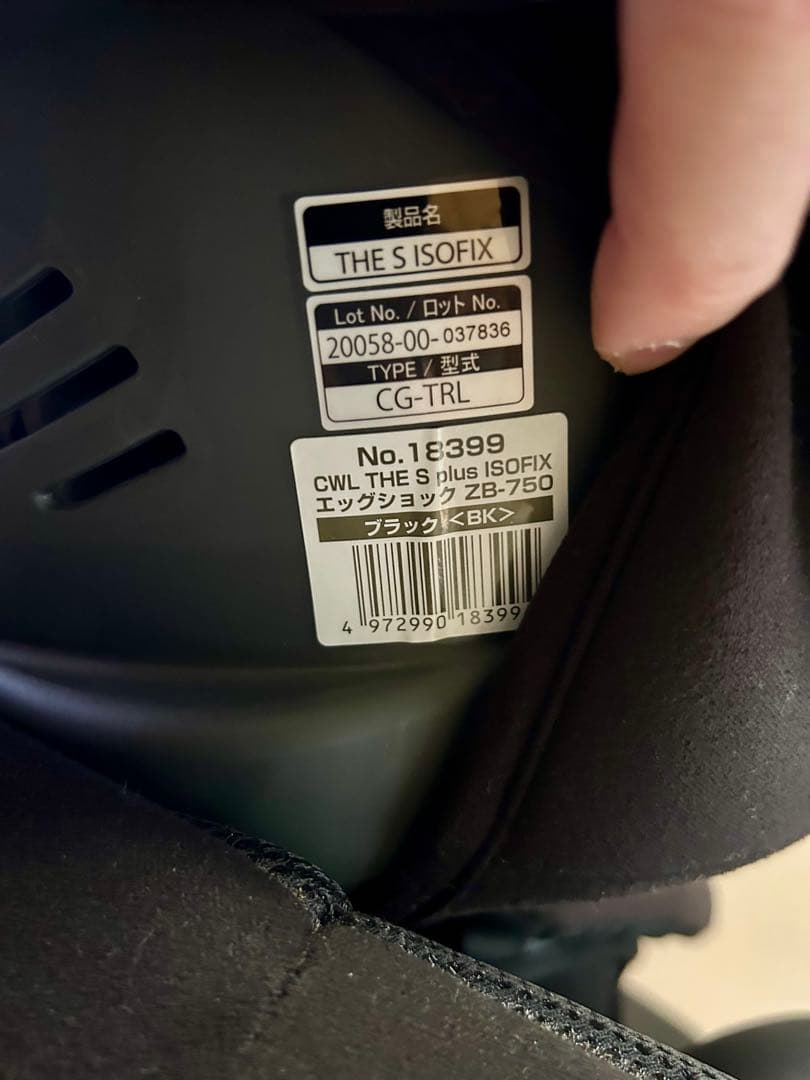 製品名
THE S ISOFIX
Lot No. / ロット No.
20058-00-037836
TYPE / 型式
CG-TRL
No.18399
CWL THE S plus ISOFIX
エッグショック ZB-750
ブラック<BK>
4 972990 18399